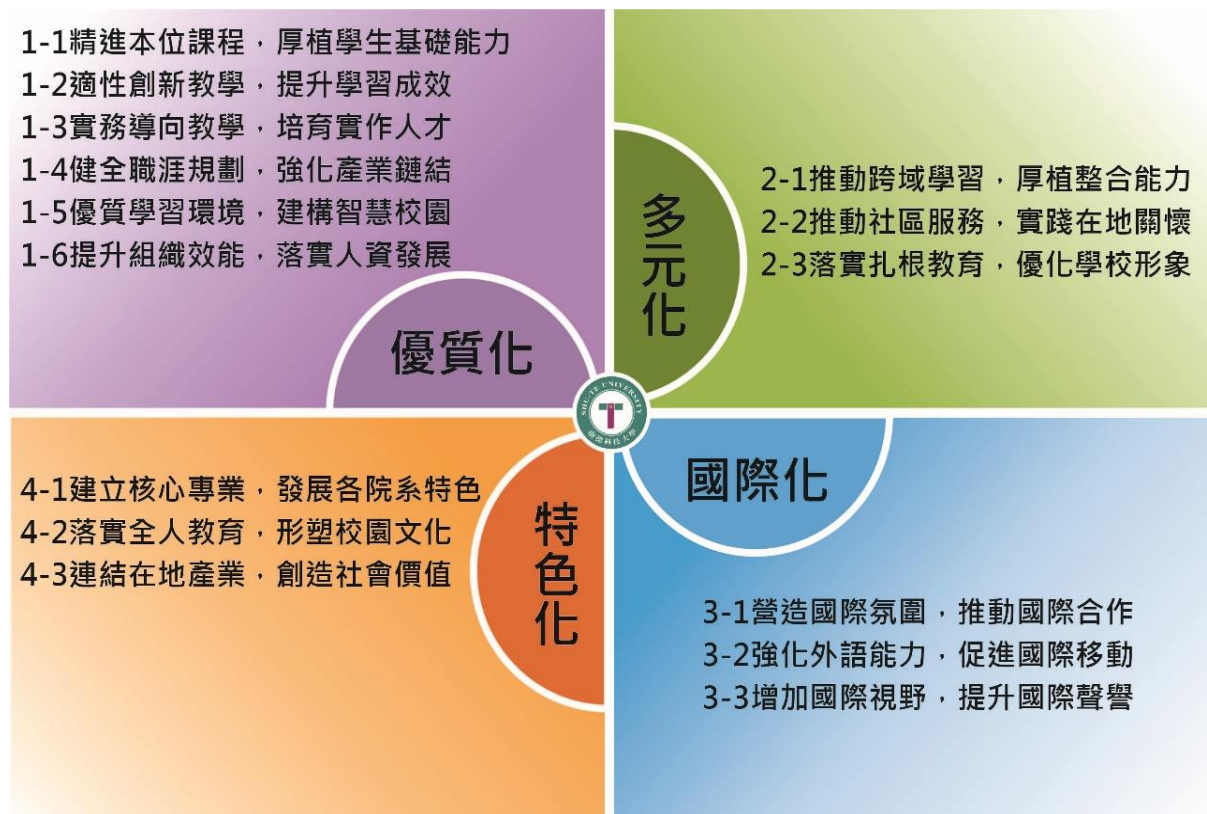 1-1精進本位課程，厚植學生基礎能力
1-2適性創新教學，提升學習成效
1-3實務導向教學，培育實作人才
1-4健全職涯規劃，強化產業鏈結
1-5優質學習環境，建構智慧校園
1-6提升組織效能，落實人資發展
優質化
多元化
2-1推動跨域學習，厚植整合能力
2-2推動社區服務，實踐在地關懷
2-3落實扎根教育，優化學校形象
SHU-TE UNIVERSITY
樹德科技大學
4-1建立核心專業，發展各院系特色
4-2落實全人教育，形塑校園文化
4-3連結在地產業，創造社會價值
特色化
國際化
3-1營造國際氛圍，推動國際合作
3-2強化外語能力，促進國際移動
3-3增加國際視野，提升國際聲譽